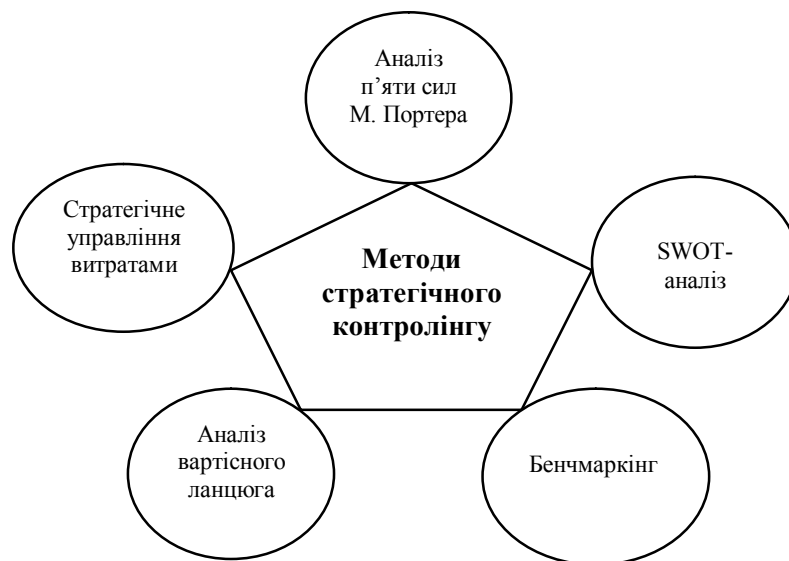 Аналіз
п’яти сил
М. Портера
Стратегічне
управління
витратами
Методи
стратегічного
контролінгу
SWOT-
аналіз
Аналіз
вартісного
ланцюга
Бенчмаркінг